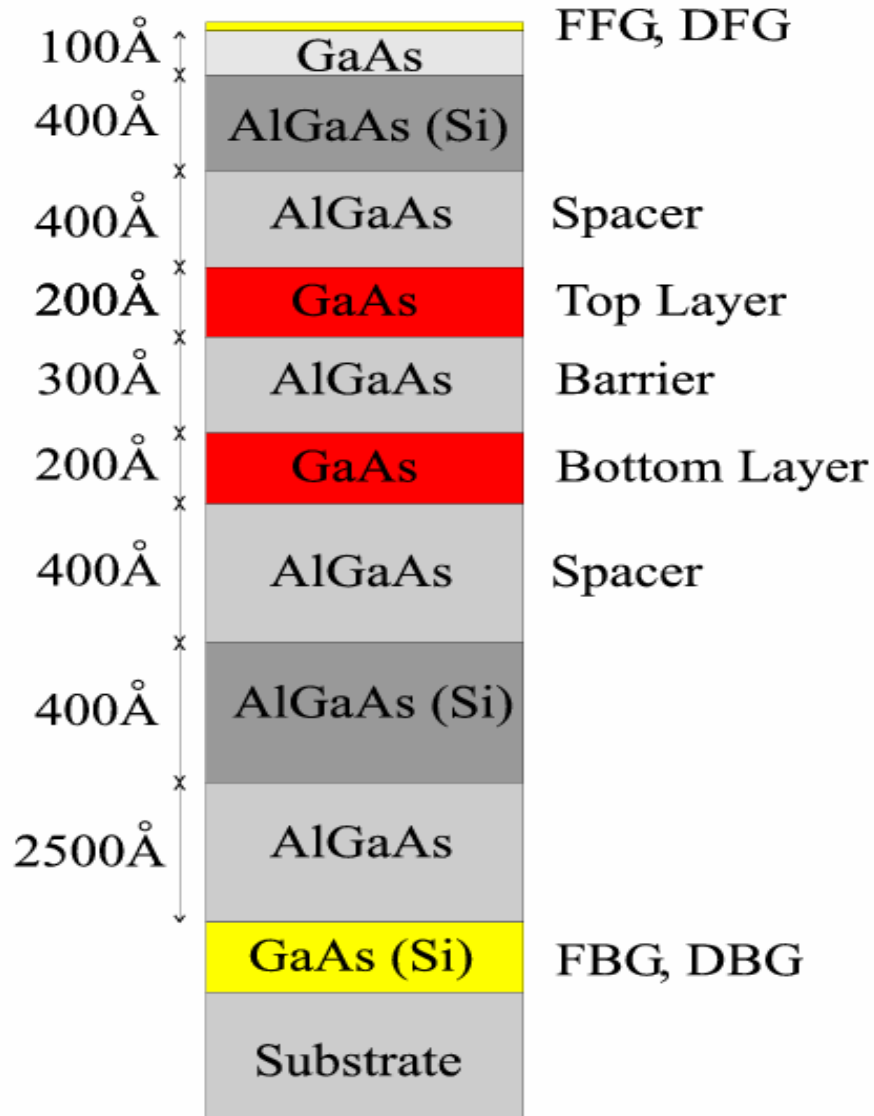 FFG, DFG
100Å GaAs
400Å AlGaAs (Si)
400Å AlGaAs Spacer
200Å GaAs Top Layer
300Å AlGaAs Barrier
200Å GaAs Bottom Layer
400Å AlGaAs Spacer
400Å AlGaAs (Si)
2500Å AlGaAs
GaAs (Si) FBG, DBG
Substrate